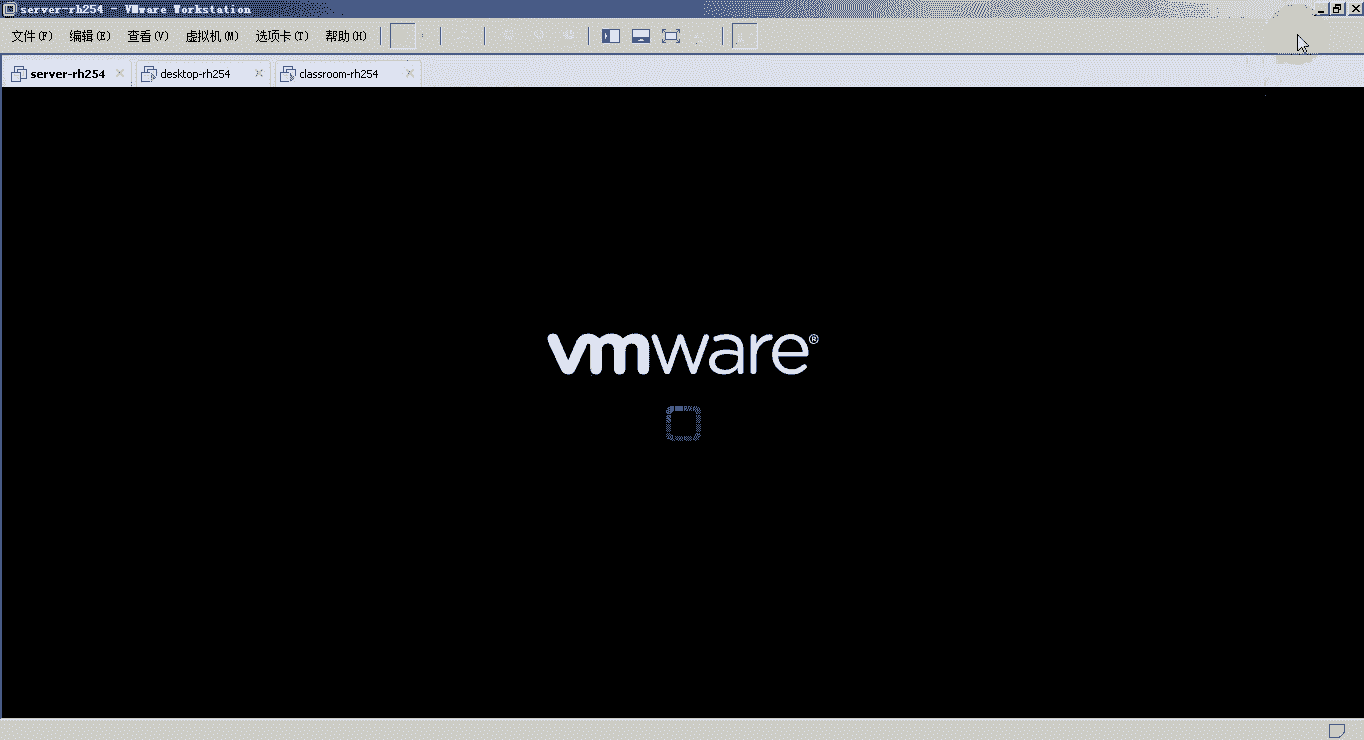 server-rh254 - VMware Workstation
文件(F) 编辑(E) 查看(V) 虚拟机(M) 选项卡(T) 帮助(H)
server-rh254 desktop-rh254 classroom-rh254
vmware®